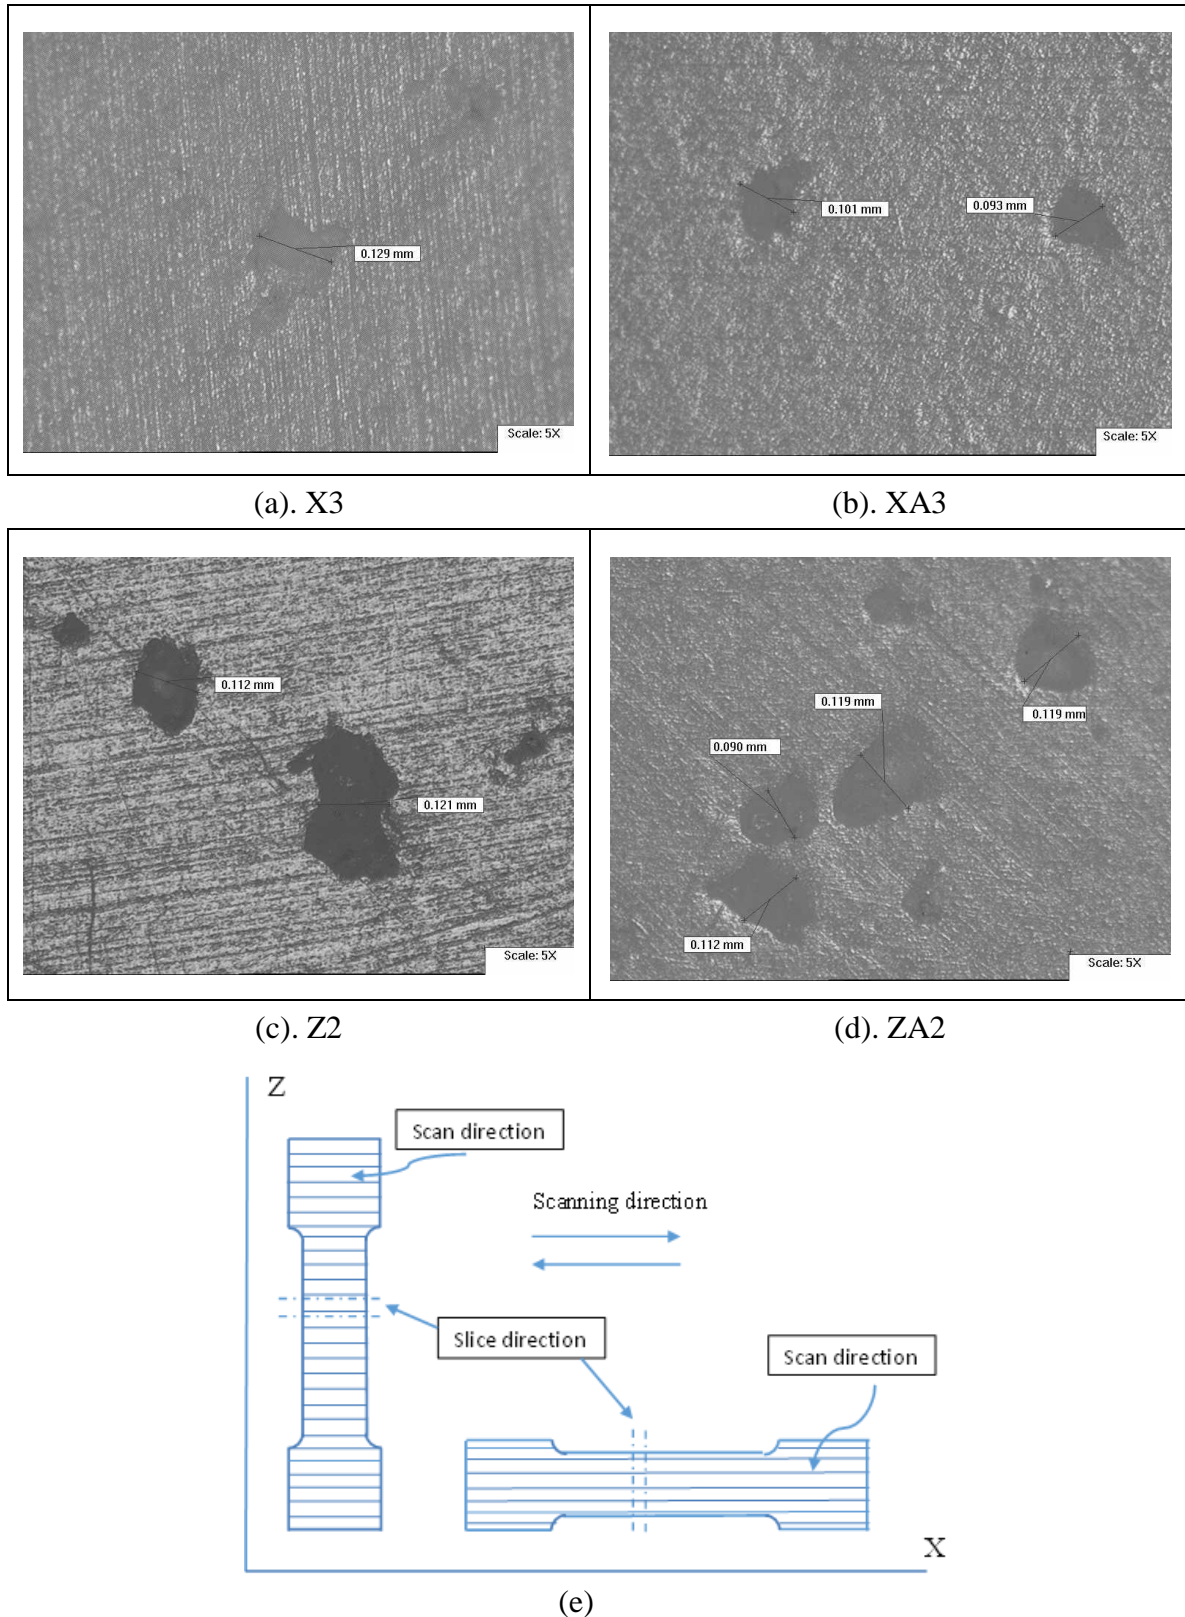 0.129 mm
Scale: 5X
0.101 mm
0.093 mm
Scale: 5X
(a). X3
(b). XA3
0.112 mm
0.121 mm
Scale: 5X
0.119 mm
0.119 mm
0.090 mm
0.112 mm
Scale: 5X
(c). Z2
(d). ZA2
Z
Scan direction
Scanning direction
Slice direction
Scan direction
X
(e)